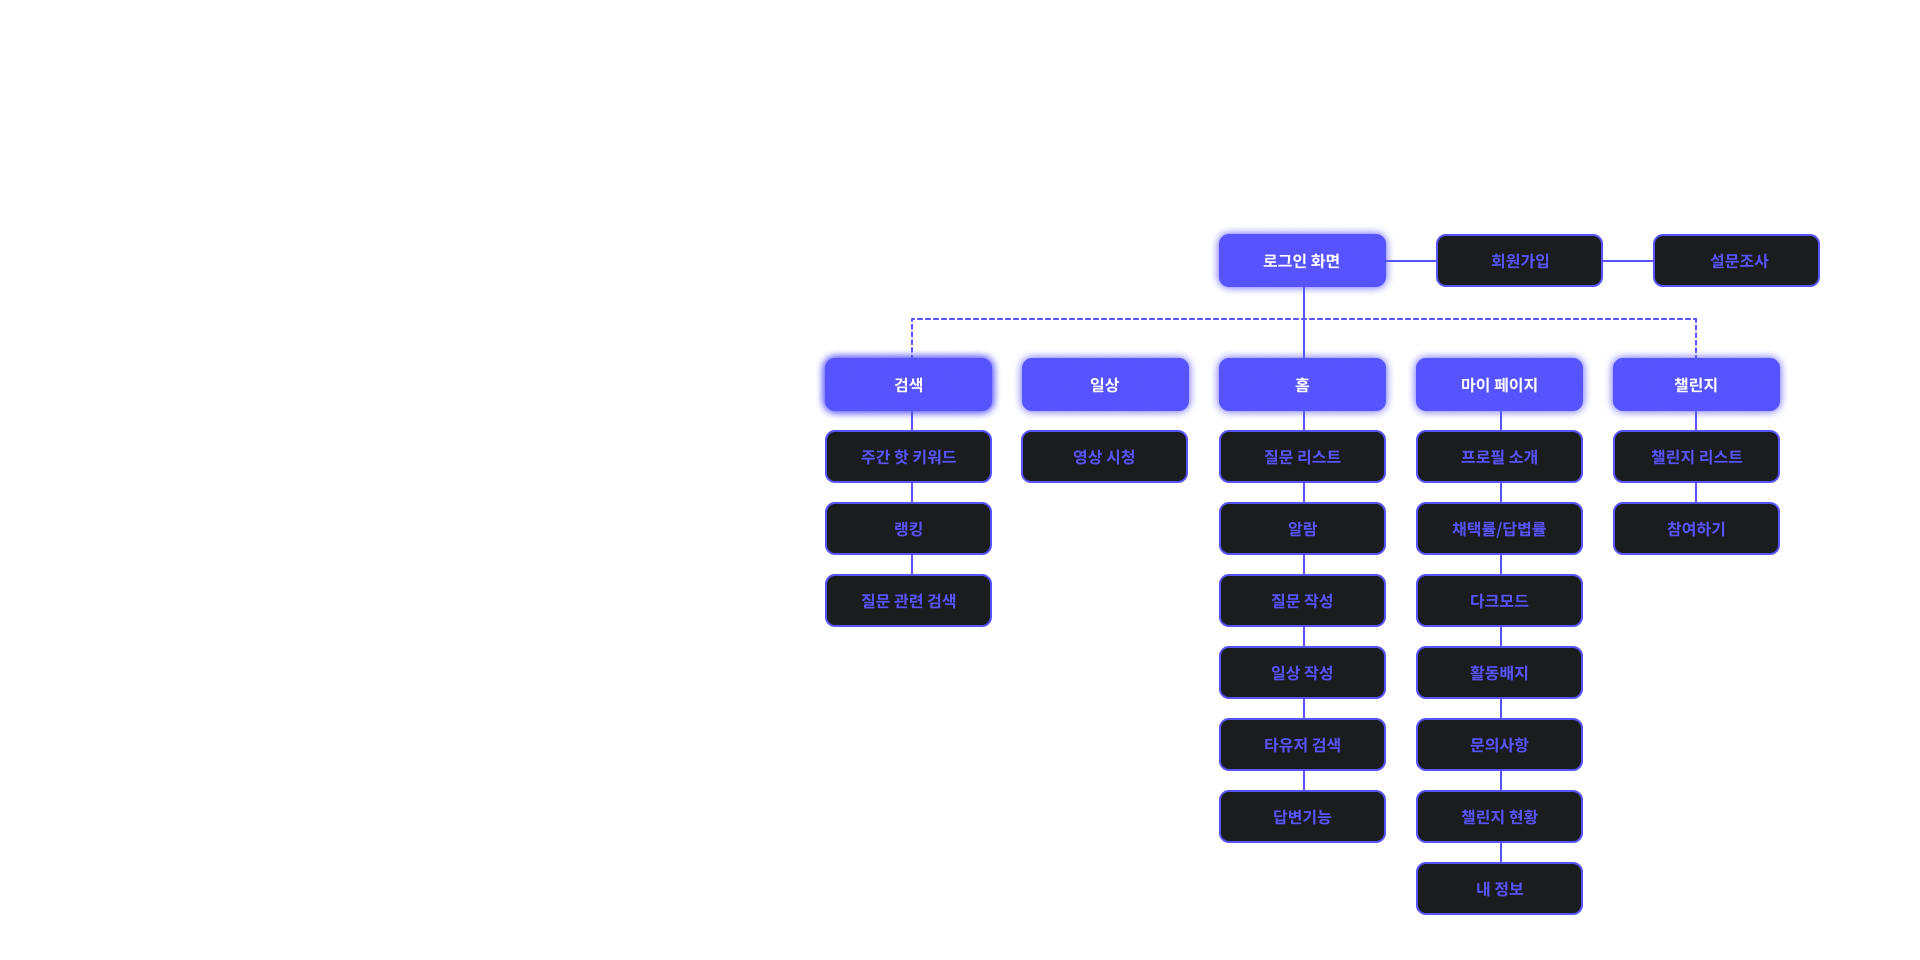 로그인 화면
회원가입
설문조사
검색
일상
홈
마이 페이지
챌린지
주간 핫 키워드
영상 시청
질문 리스트
프로필 소개
챌린지 리스트
랭킹
알람
채택률/답볍률
참여하기
질문 관련 검색
질문 작성
다크모드
일상 작성
활동배지
타유저 검색
문의사항
답변기능
챌린지 현황
내 정보